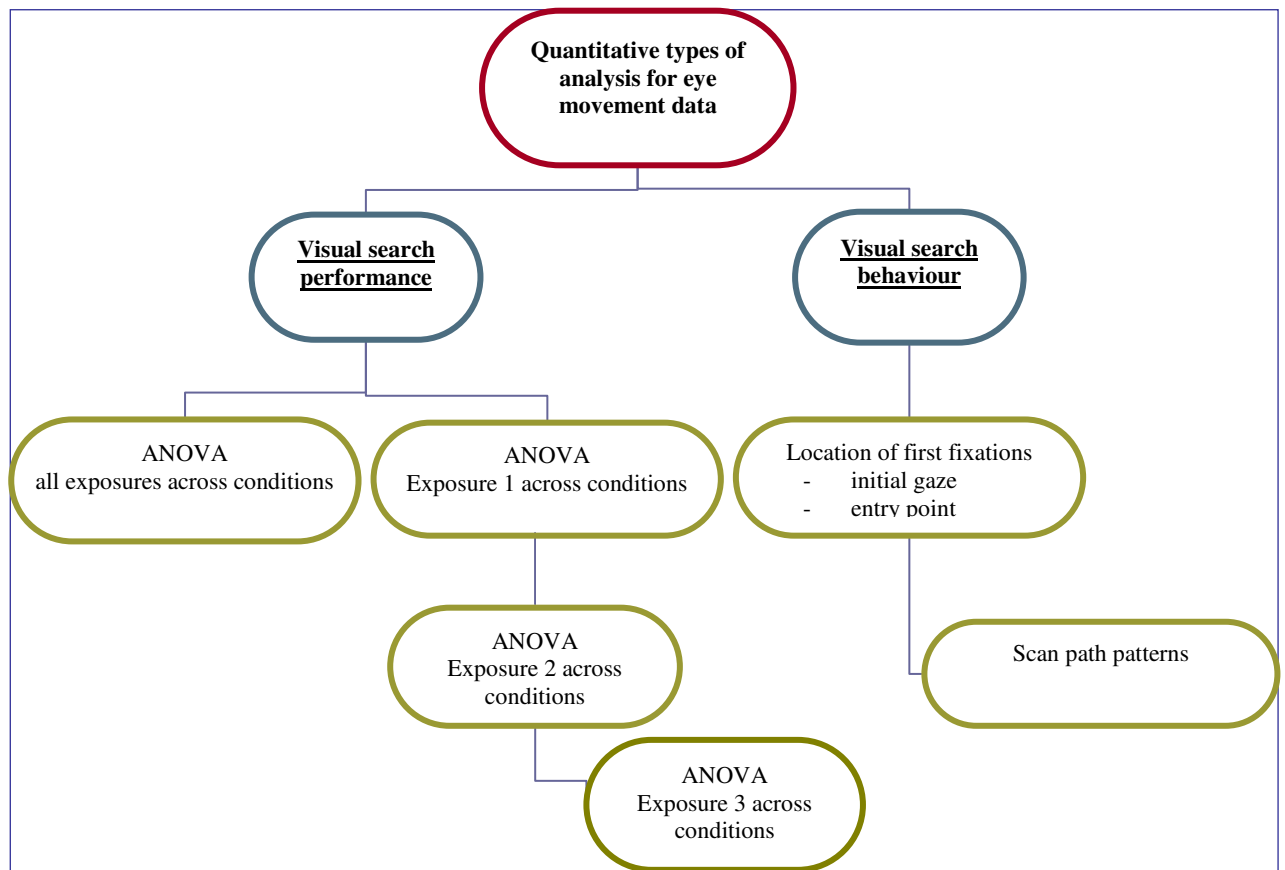 Quantitative types of
analysis for eye
movement data
Visual search
performance
Visual search
behaviour
ANOVA
all exposures across conditions
ANOVA
Exposure 1 across conditions
Location of first fixations
- initial gaze
- entry point
ANOVA
Exposure 2 across
conditions
Scan path patterns
ANOVA
Exposure 3 across
conditions